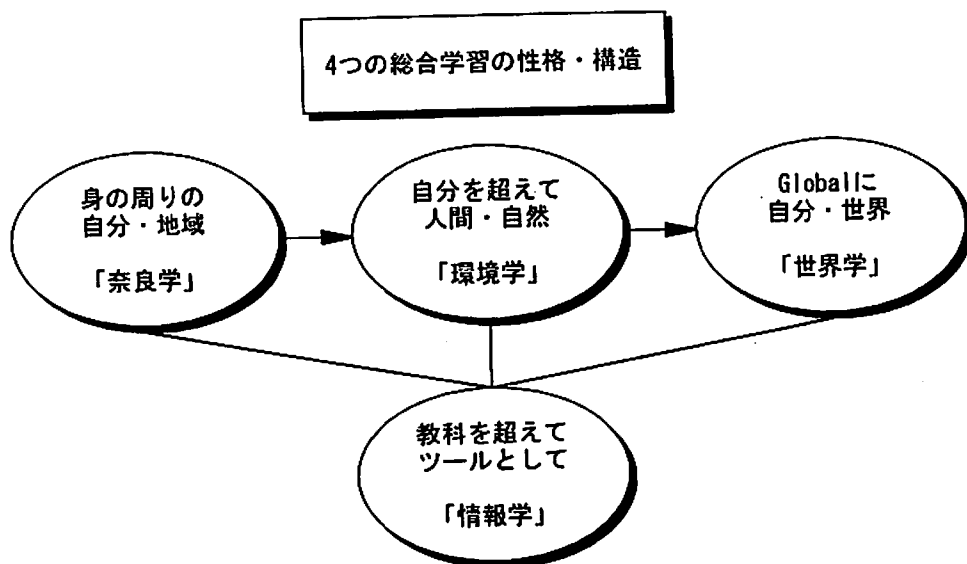 4つの総合学習の性格・構造
身の周りの
自分・地域
「奈良学」
自分を超えて
人間・自然
「環境学」
Globalに
自分・世界
「世界学」
教科を超えて
ツールとして
「情報学」